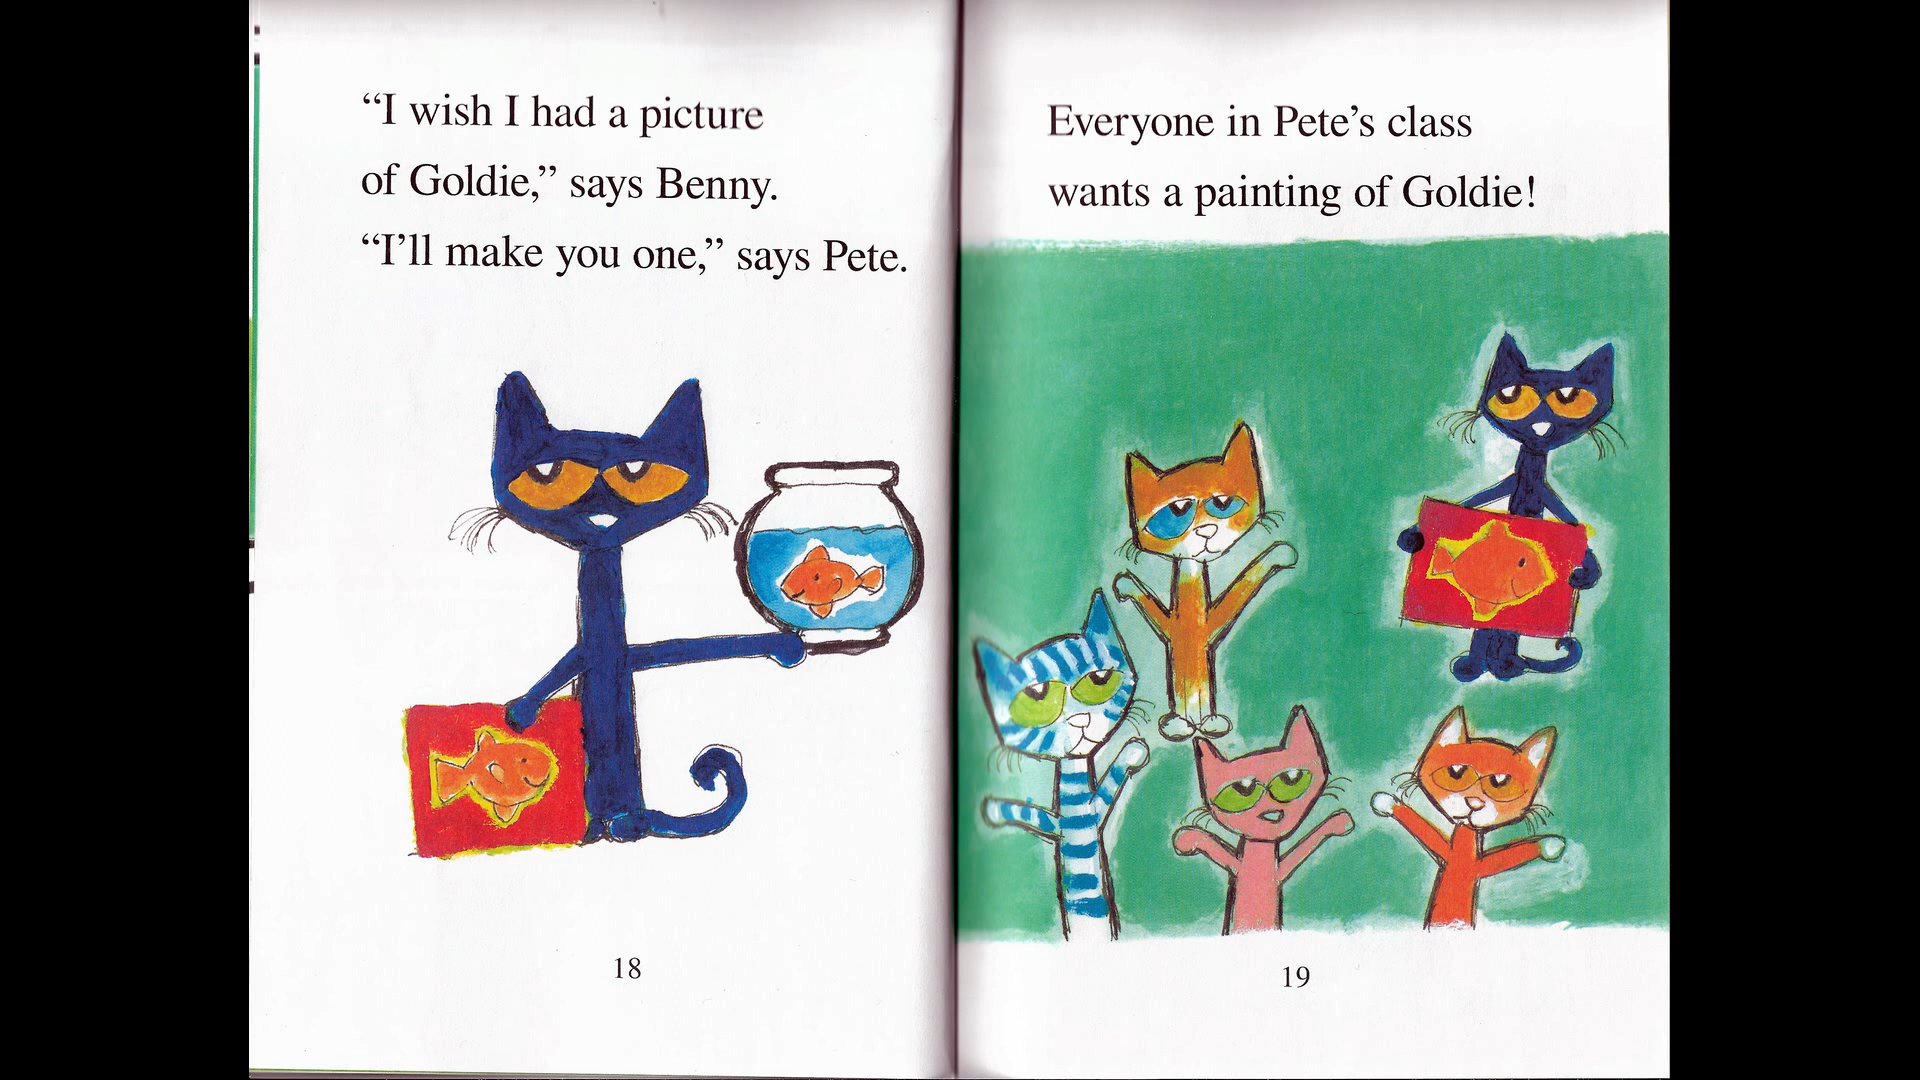 “I wish I had a picture
of Goldie,” says Benny.
“I’ll make you one,” says Pete.
18
Everyone in Pete’s class
wants a painting of Goldie!
19